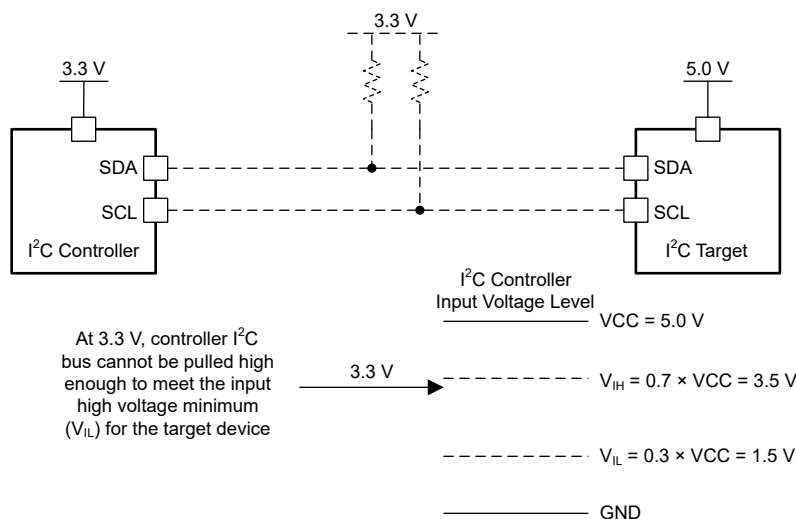 3.3 V
3.3 V
5.0 V
SDA
SDA
SCL
SCL
I²C Controller
I²C Target
I²C Controller
Input Voltage Level
VCC = 5.0 V
At 3.3 V, controller I²C
bus cannot be pulled high
enough to meet the input
high voltage minimum
(VIL) for the target device
3.3 V
VIH = 0.7 × VCC = 3.5 V
VIL = 0.3 × VCC = 1.5 V
GND